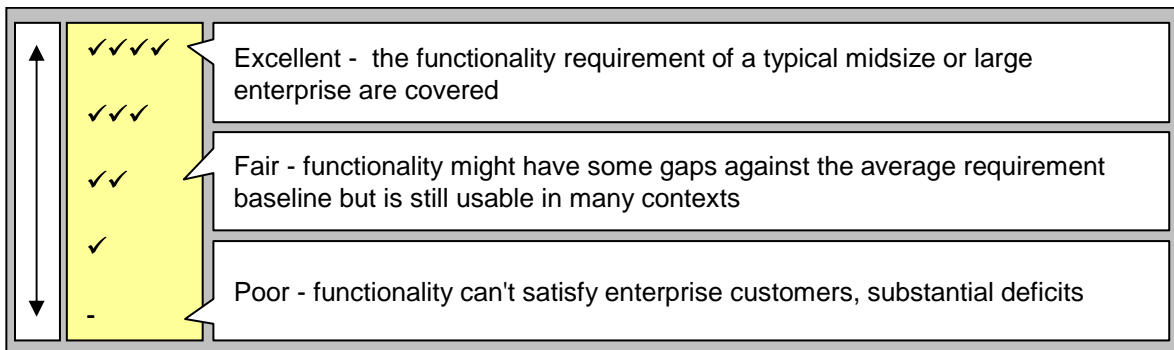 ✓✓✓✓
Excellent -  the functionality requirement of a typical midsize or large
enterprise are covered
✓✓✓
Fair - functionality might have some gaps against the average requirement
baseline but is still usable in many contexts
✓✓
✓
Poor - functionality can't satisfy enterprise customers, substantial deficits
-